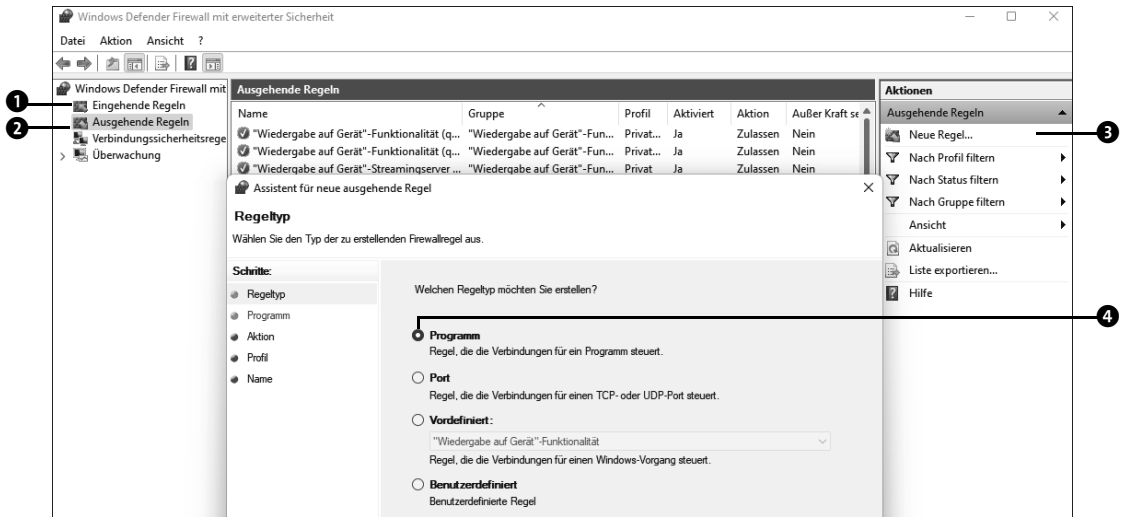 Windows Defender Firewall mit erweiterter Sicherheit
Datei Aktion Ansicht ?
Windows Defender Firewall mit
1 Eingehende Regeln
2 Ausgehende Regeln
Verbindungssicherheitsrege
Überwachung
Ausgehende Regeln
Name Gruppe Profil Aktiviert Aktion Außer Kraft se
"Wiedergabe auf Gerät"-Funktionalität (q... "Wiedergabe auf Gerät"-Fun... Privat... Ja Zulassen Nein
"Wiedergabe auf Gerät"-Funktionalität (q... "Wiedergabe auf Gerät"-Fun... Privat... Ja Zulassen Nein
"Wiedergabe auf Gerät"-Streamingserver ... "Wiedergabe auf Gerät"-Fun... Privat Ja Zulassen Nein
Aktionen
Ausgehende Regeln
Neue Regel... 3
Nach Profil filtern
Nach Status filtern
Nach Gruppe filtern
Ansicht
Aktualisieren
Liste exportieren...
Hilfe
Assistent für neue ausgehende Regel
Regeltyp
Wählen Sie den Typ der zu erstellenden Firewallregel aus.
Schritte:
Regeltyp
Programm
Aktion
Profil
Name
Welchen Regeltyp möchten Sie erstellen?
Programm 4
Regel, die die Verbindungen für ein Programm steuert.
Port
Regel, die die Verbindungen für einen TCP- oder UDP-Port steuert.
Vordefiniert:
"Wiedergabe auf Gerät"-Funktionalität
Regel, die die Verbindungen für einen Windows-Vorgang steuert.
Benutzerdefiniert
Benutzerdefinierte Regel